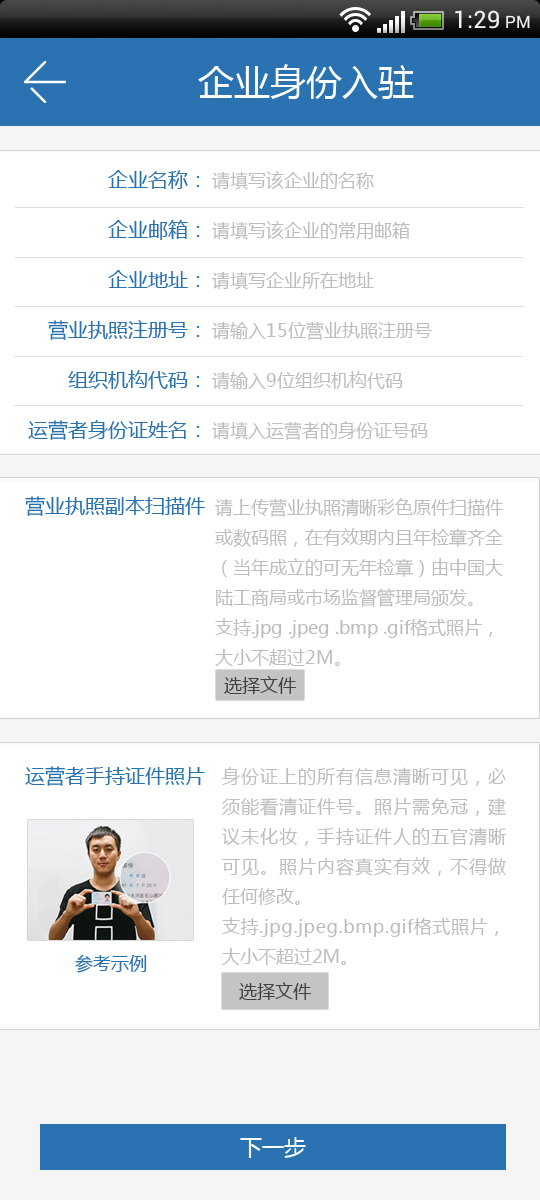 1:29 PM
企业身份入驻
企业名称： 请填写该企业的名称
企业邮箱： 请填写该企业的常用邮箱
企业地址： 请填写企业所在地址
营业执照注册号： 请输入15位营业执照注册号
组织机构代码： 请输入9位组织机构代码
运营者身份证姓名： 请填入运营者的身份证号码
营业执照副本扫描件 请上传营业执照清晰彩色原件扫描件
或数码照，在有效期内且年检章齐全
（当年成立的可无年检章）由中国大
陆工商局或市场监督管理局颁发。
支持.jpg .jpeg .bmp .gif格式照片，
大小不超过2M。
选择文件
运营者手持证件照片 身份证上的所有信息清晰可见，必
须能看清证件号。照片需免冠，建
议未化妆，手持证件人的五官清晰
可见。照片内容真实有效，不得做
任何修改。
支持.jpg.jpeg.bmp.gif格式照片，
大小不超过2M。
参考示例
选择文件
下一步